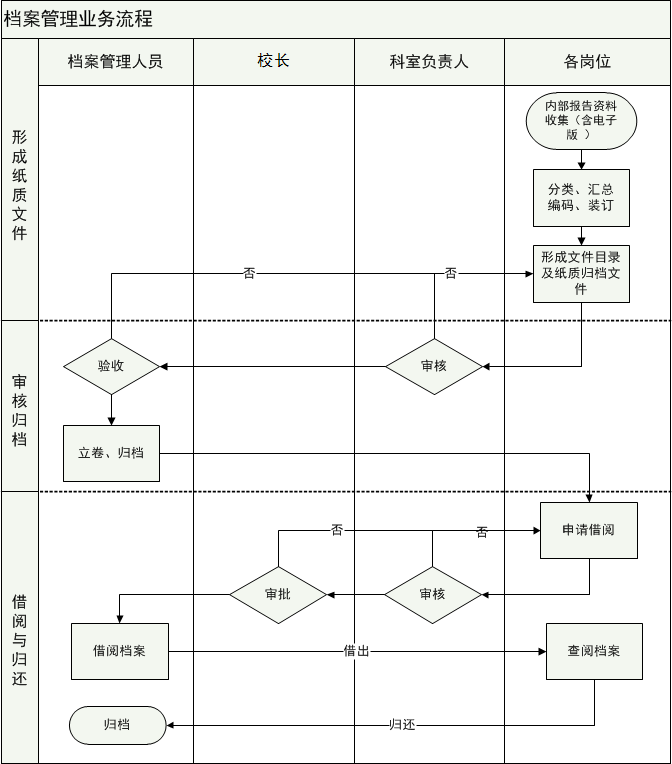 档案管理业务流程
档案管理人员
校长
科室负责人
各岗位
形成纸质文件
内部报告资料
收集（含电子
版 ）
分类、汇总
编码、装订
形成文件目录
及纸质归档文
件
否
否
审核归档
验收
审核
立卷、归档
借阅与归还
申请借阅
否
否
审批
审核
借阅档案
借出
查阅档案
归档
归还